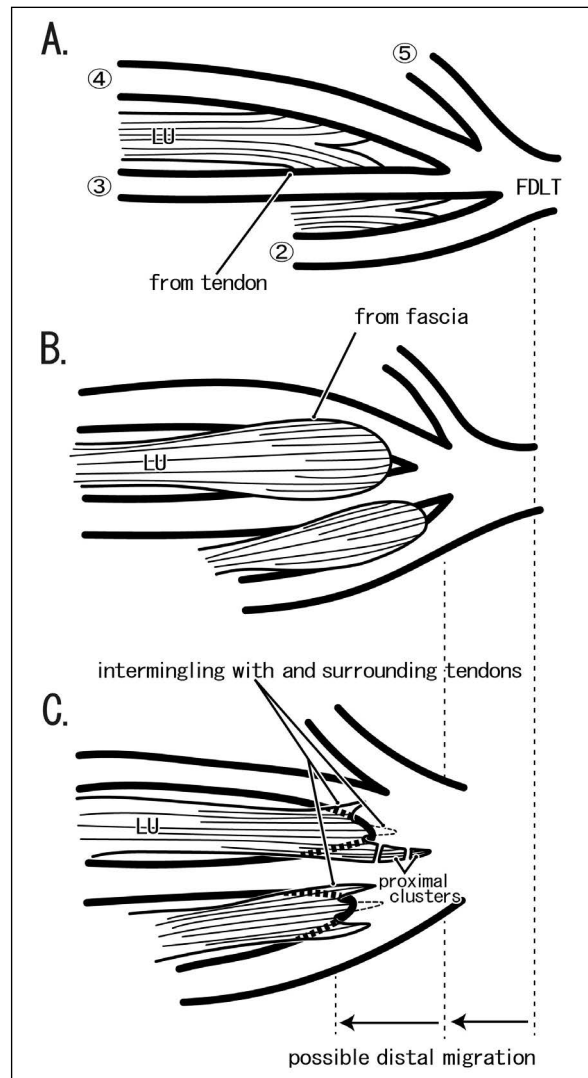 A.
④
⑤
LU
③
FDLT
②
from tendon
from fascia
B.
LU
intermingling with and surrounding tendons
C.
LU
proximal
clusters
possible distal migration